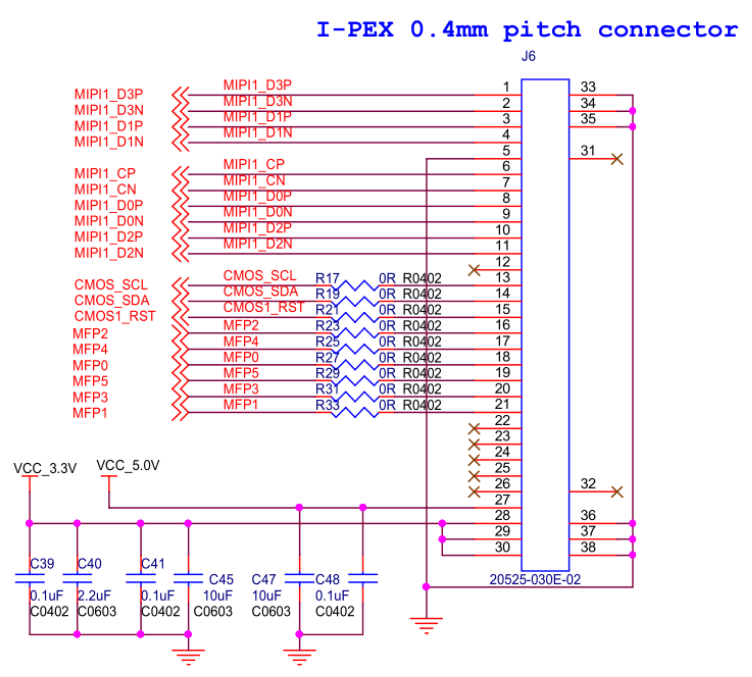 I-PEX 0.4mm pitch connector
J6
MIPI1_D3P MIPI1_D3P 1 33
MIPI1_D3N MIPI1_D3N 2 34
MIPI1_D1P MIPI1_D1P 3 35
MIPI1_D1N MIPI1_D1N 4
5 31
MIPI1_CP MIPI1_CP 6
MIPI1_CN MIPI1_CN 7
MIPI1_D0P MIPI1_D0P 8
MIPI1_D0N MIPI1_D0N 9
MIPI1_D2P MIPI1_D2P 10
MIPI1_D2N MIPI1_D2N 11
12
CMOS_SCL CMOS_SCL R17 0R R0402 13
CMOS_SDA CMOS_SDA R19 0R R0402 14
CMOS1_RST CMOS1_RST R21 0R R0402 15
MFP2 MFP2 R23 0R R0402 16
MFP4 MFP4 R25 0R R0402 17
MFP0 MFP0 R27 0R R0402 18
MFP5 MFP5 R29 0R R0402 19
MFP3 MFP3 R31 0R R0402 20
MFP1 MFP1 R33 0R R0402 21
22
23
24
25
26 32
VCC_3.3V VCC_5.0V
27
28 36
29 37
30 38
C39 C40 C41 C45 C47 C48
20525-030E-02
0.1uF 2.2uF 0.1uF 10uF 10uF 0.1uF
C0402 C0603 C0402 C0603 C0603 C0402